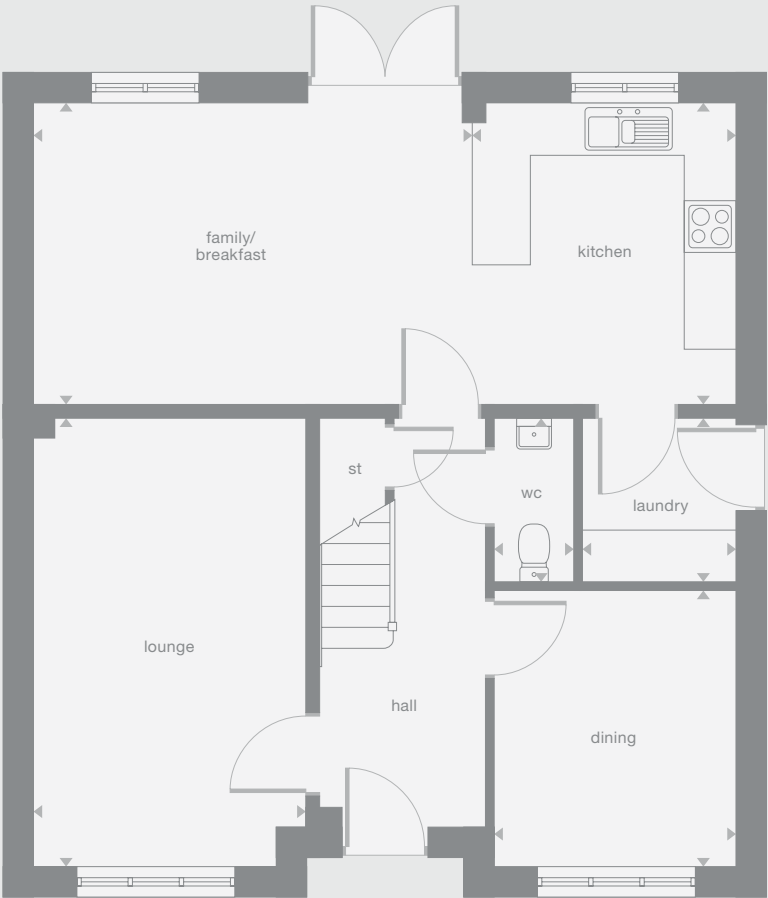 family/
breakfast
kitchen
st
wc
laundry
lounge
hall
dining